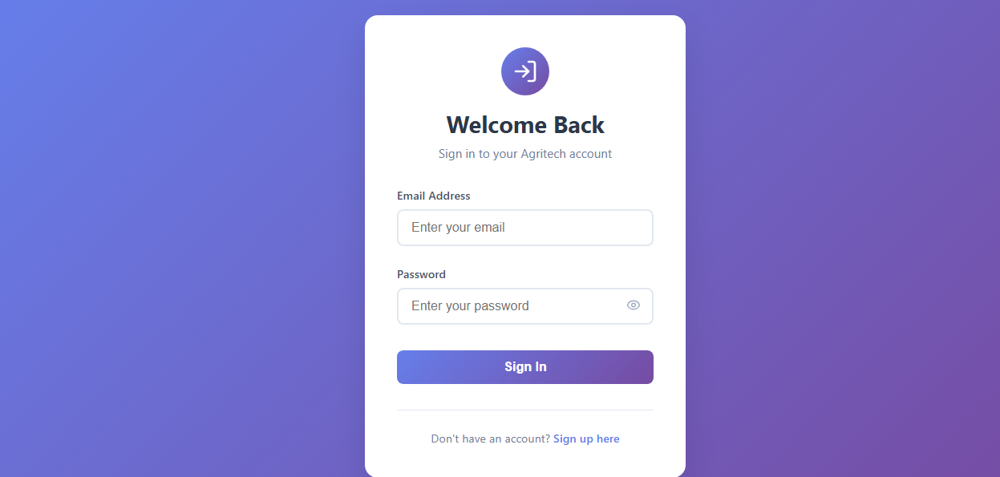 Welcome Back
Sign in to your Agritech account
Email Address
Enter your email
Password
Enter your password
Sign In
Don't have an account? Sign up here